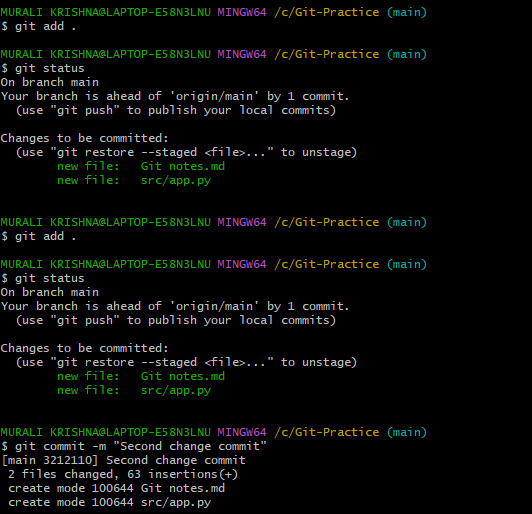 MURALI KRISHNA@LAPTOP-E58N3LNU MINGW64 /c/Git-Practice (main)
$ git add .
MURALI KRISHNA@LAPTOP-E58N3LNU MINGW64 /c/Git-Practice (main)
$ git status
On branch main
Your branch is ahead of 'origin/main' by 1 commit.
  (use "git push" to publish your local commits)
Changes to be committed:
  (use "git restore --staged <file>..." to unstage)
        new file:   Git notes.md
        new file:   src/app.py
MURALI KRISHNA@LAPTOP-E58N3LNU MINGW64 /c/Git-Practice (main)
$ git add .
MURALI KRISHNA@LAPTOP-E58N3LNU MINGW64 /c/Git-Practice (main)
$ git status
On branch main
Your branch is ahead of 'origin/main' by 1 commit.
  (use "git push" to publish your local commits)
Changes to be committed:
  (use "git restore --staged <file>..." to unstage)
        new file:   Git notes.md
        new file:   src/app.py
MURALI KRISHNA@LAPTOP-E58N3LNU MINGW64 /c/Git-Practice (main)
$ git commit -m "Second change commit"
[main 3212110] Second change commit
 2 files changed, 63 insertions(+)
 create mode 100644 Git notes.md
 create mode 100644 src/app.py